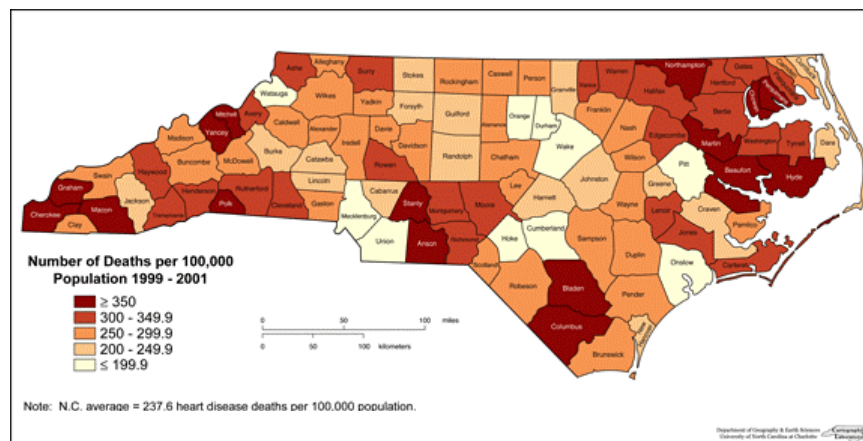 Ashe
Alleghany
Surry
Stokes
Rockingham
Caswell
Person
Granville
Vance
Warren
Northampton
Gates
Hertford
Halifax
Bertie
Watauga
Wilkes
Yadkin
Forsyth
Guilford
Orange
Durham
Franklin
Nash
Edgecombe
Martin
Washington
Tyrrell
Dare
Mitchell
Avery
Yancey
Caldwell
Alexander
Iredell
Davie
Davidson
Randolph
Chatham
Wake
Wilson
Pitt
Beaufort
Hyde
Madison
Buncombe
McDowell
Burke
Catawba
Rowen
Lincoln
Cabarrus
Lee
Harnett
Johnston
Greene
Wayne
Craven
Swain
Haywood
Graham
Cherokee
Macon
Clay
Jackson
Transylvania
Henderson
Polk
Rutherford
Cleveland
Gaston
Mecklenburg
Union
Stanly
Anson
Montgomery
Moore
Richmond
Scotland
Hoke
Cumberland
Sampson
Duplin
Lenoir
Jones
Pamlico
Onslow
Carteret
Robeson
Bladen
Pender
Columbus
Brunswick
Number of Deaths per 100,000
Population 1999 - 2001
≥ 350
300 - 349.9
250 - 299.9
200 - 249.9
≤ 199.9
0 50 100 miles
0 50 100 kilometers
Note: N.C. average = 237.6 heart disease deaths per 100,000 population.
Department of Geography & Earth Sciences
University of North Carolina at Charlotte